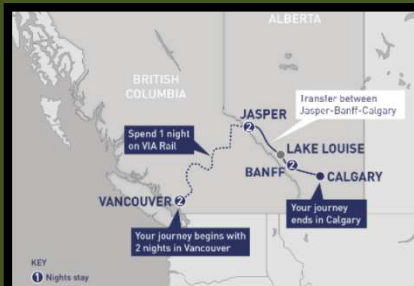 ALBERTA
BRITISH
COLUMBIA
Transfer between
Jasper-Banff-Calgary
JASPER
2
Spend 1 night
on VIA Rail
LAKE LOUISE
BANFF
2
CALGARY
VANCOUVER
2
Your journey
ends in Calgary
Your journey begins with
2 nights in Vancouver
KEY
1 Nights stay